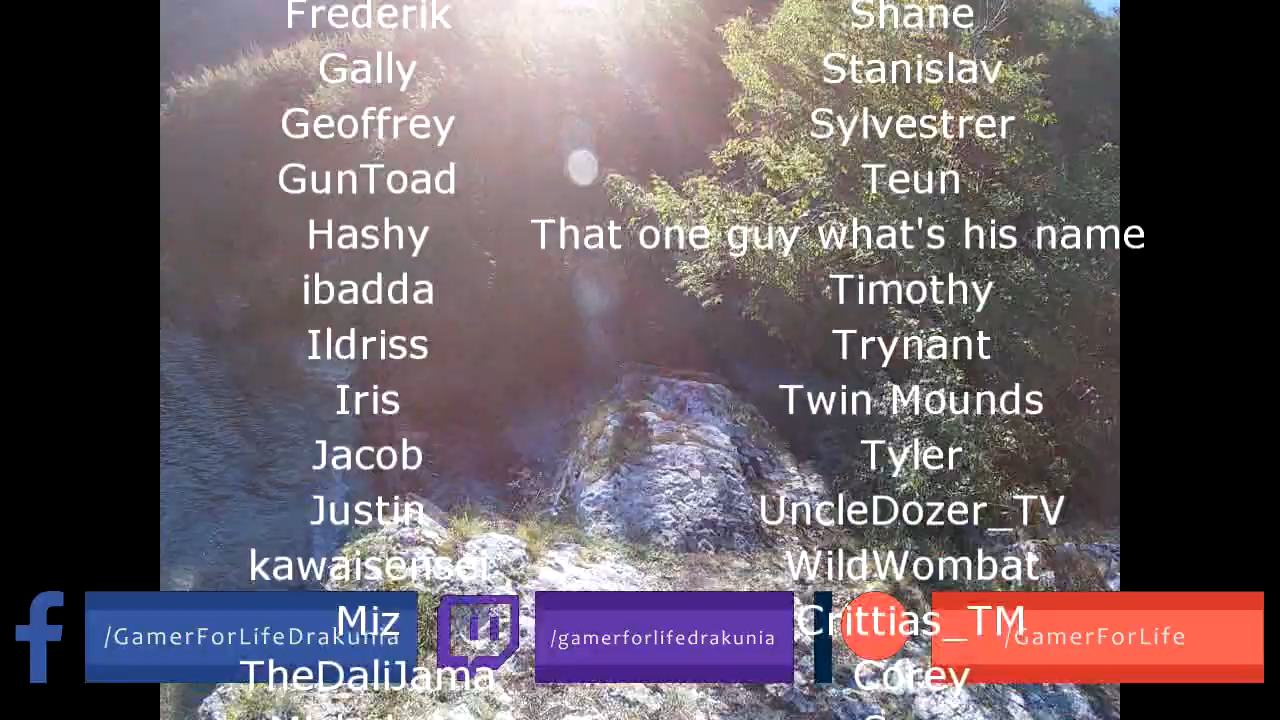 Frederik
Gally
Geoffrey
GunToad
Hashy
ibadda
Ildriss
Iris
Jacob
Justin
kawaisensei
Miz
TheDaliJama
Shane
Stanislav
Sylvestrer
Teun
That one guy what's his name
Timothy
Trynant
Twin Mounds
Tyler
UncleDozer_TV
WildWombat
Crittias_TM
Corey
/GamerForLifeDrakunia
/gamerforlifedrakunia
/GamerForLife